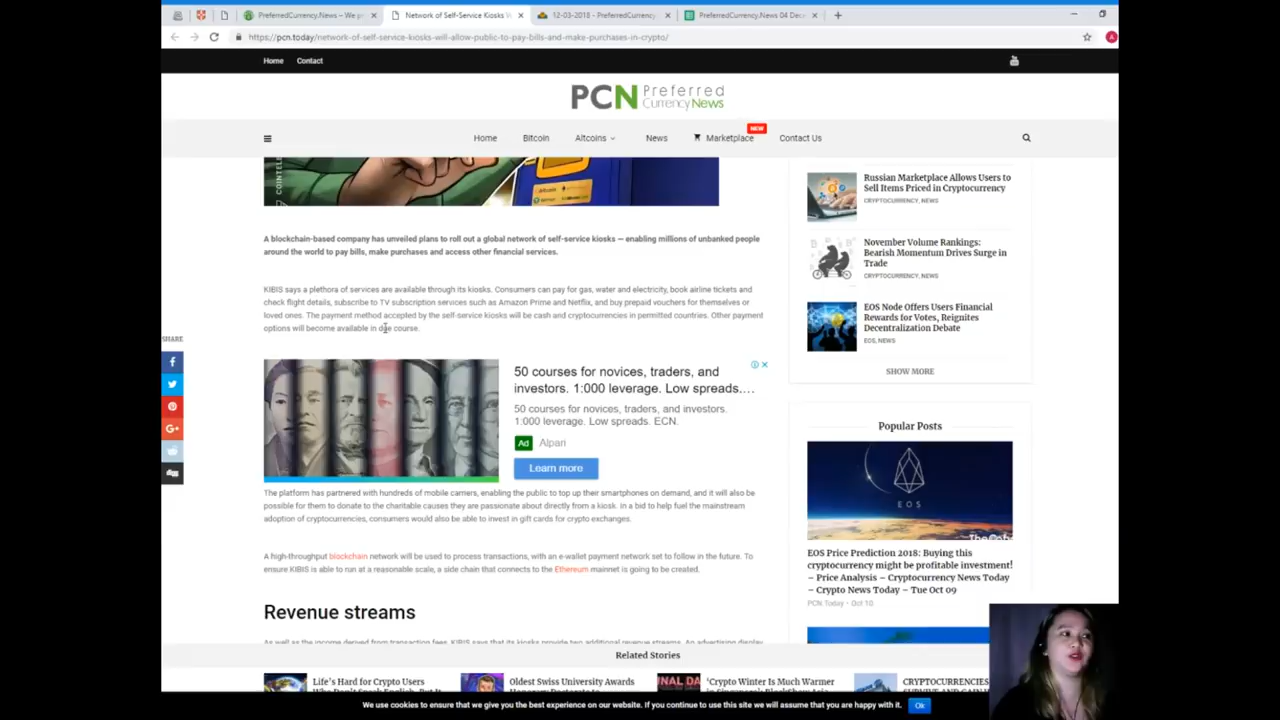 PreferredCurrency.News – We pr
Network of Self-Service Kiosks W
12-03-2018 - PreferredCurrency
PreferredCurrency.News 04 Dec
https://pcn.today/network-of-self-service-kiosks-will-allow-public-to-pay-bills-and-make-purchases-in-crypto/
Home Contact
PCN Preferred
Currency News
NEW
Home Bitcoin Altcoins News Marketplace Contact Us
A blockchain-based company has unveiled plans to roll out a global network of self-service kiosks — enabling millions of unbanked people
around the world to pay bills, make purchases and access other financial services.
KIBIS says a plethora of services are available through its kiosks. Consumers can pay for gas, water and electricity, book airline tickets and
check flight details, subscribe to TV subscription services such as Amazon Prime and Netflix, and buy prepaid vouchers for themselves or
loved ones. The payment method accepted by the self-service kiosks will be cash and cryptocurrencies in permitted countries. Other payment
options will become available in due course.
SHARE
50 courses for novices, traders, and
investors. 1:000 leverage. Low spreads....
50 courses for novices, traders, and investors.
1:000 leverage. Low spreads. ECN.
Ad Alpari
Learn more
The platform has partnered with hundreds of mobile carriers, enabling the public to top up their smartphones on demand, and it will also be
possible for them to donate to the charitable causes they are passionate about directly from a kiosk. In a bid to help fuel the mainstream
adoption of cryptocurrencies, consumers would also be able to invest in gift cards for crypto exchanges.
A high-throughput blockchain network will be used to process transactions, with an e-wallet payment network set to follow in the future. To
ensure KIBIS is able to run at a reasonable scale, a side chain that connects to the Ethereum mainnet is going to be created.
Revenue streams
As well as the income derived from transaction fees, KIBIS says that its kiosks provide two additional revenue streams. An advertising display
Russian Marketplace Allows Users to
Sell Items Priced in Cryptocurrency
CRYPTOCURRENCY, NEWS
November Volume Rankings:
Bearish Momentum Drives Surge in
Trade
CRYPTOCURRENCY, NEWS
EOS Node Offers Users Financial
Rewards for Votes, Reignites
Decentralization Debate
EOS, NEWS
SHOW MORE
Popular Posts
EOS
EOS Price Prediction 2018: Buying this
cryptocurrency might be profitable investment!
– Price Analysis – Cryptocurrency News Today
– Crypto News Today – Tue Oct 09
PCN Today - Oct 10,
Related Stories
Life's Hard for Crypto Users
Who Don't Speak English, But It
Oldest Swiss University Awards
Honorary Doctorate to
'Crypto Winter Is Much Warmer
CRYPTOCURRENCIES
We use cookies to ensure that we give you the best experience on our website. If you continue to use this site we will assume that you are happy with it. Ok